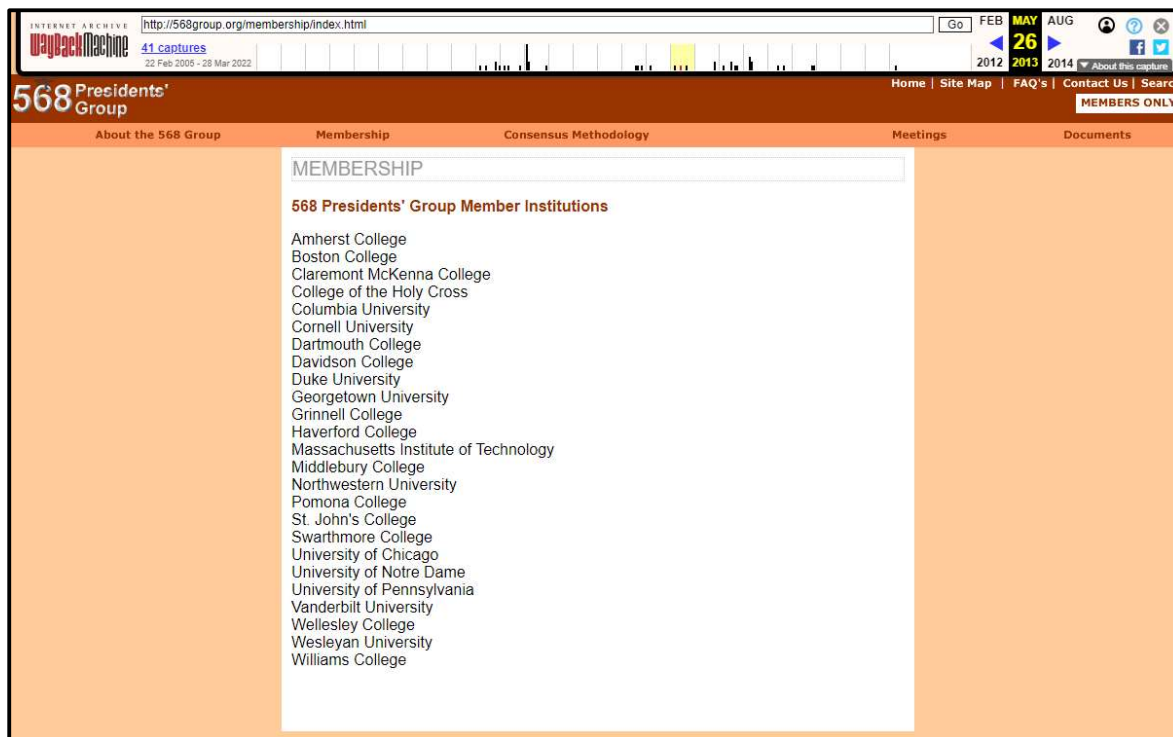 INTERNET ARCHIVE
WayBackMachine
http://568group.org/membership/index.html
Go
FEB MAY AUG
41 captures
26
22 Feb 2005 - 28 Mar 2022
2012 2013 2014 ▼ About this capture
568 Presidents' Group
Home | Site Map | FAQ's | Contact Us | Searc
MEMBERS ONLY
About the 568 Group Membership Consensus Methodology Meetings Documents
MEMBERSHIP
568 Presidents' Group Member Institutions
Amherst College
Boston College
Claremont McKenna College
College of the Holy Cross
Columbia University
Cornell University
Dartmouth College
Davidson College
Duke University
Georgetown University
Grinnell College
Haverford College
Massachusetts Institute of Technology
Middlebury College
Northwestern University
Pomona College
St. John's College
Swarthmore College
University of Chicago
University of Notre Dame
University of Pennsylvania
Vanderbilt University
Wellesley College
Wesleyan University
Williams College